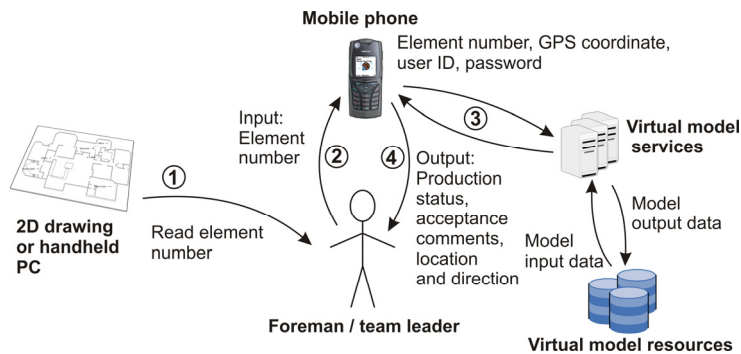 Mobile phone
Element number, GPS coordinate,
user ID, password
Input:
Element
number
2
4
3
Output:
Production
status,
acceptance
comments,
location
and direction
Virtual model
services
1
2D drawing
or handheld
PC
Read element
number
Model
output data
Model
input data
Foreman / team leader
Virtual model resources